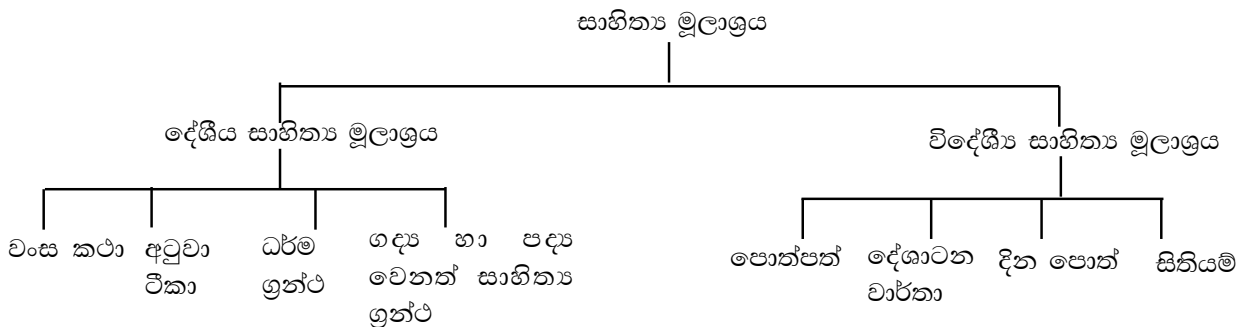 සාහිත්‍ය මූලාශ්‍රය
දේශීය සාහිත්‍ය මූලාශ්‍රය
විදේශීය සාහිත්‍ය මූලාශ්‍රය
වංස කථා
අටුවා
ටීකා
ධර්ම
ග්‍රන්ථ
ගද්‍ය හා පද්‍ය
වෙනත් සාහිත්‍ය
ග්‍රන්ථ
පොත්පත්
දේශාටන
වාර්තා
දින පොත්
සිතියම්